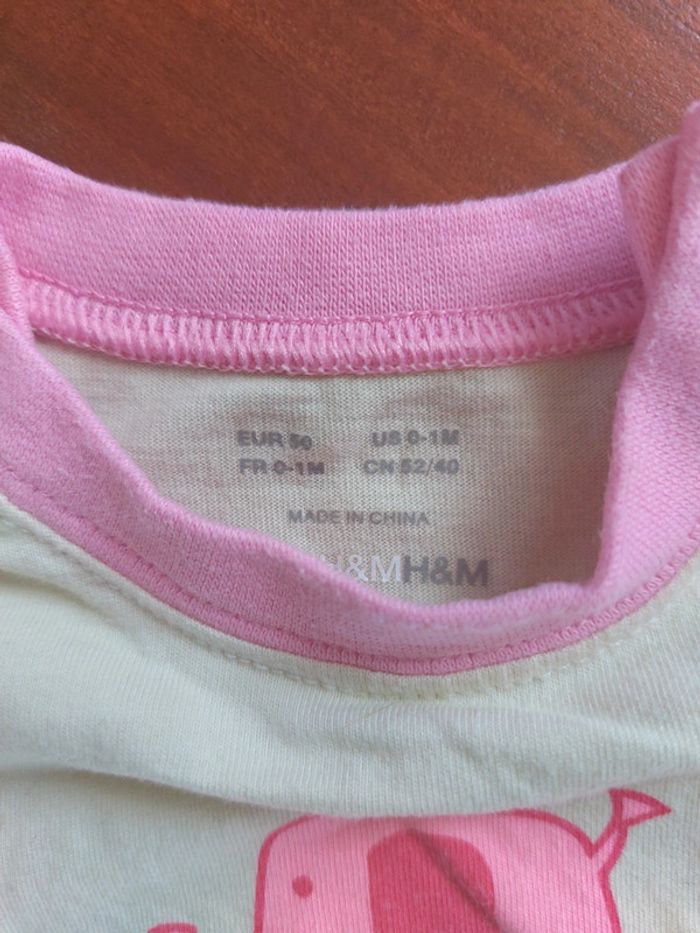 EUR 50 US 0-1M
FR 0-1M CN 52/40
MADE IN CHINA
H&MH&M